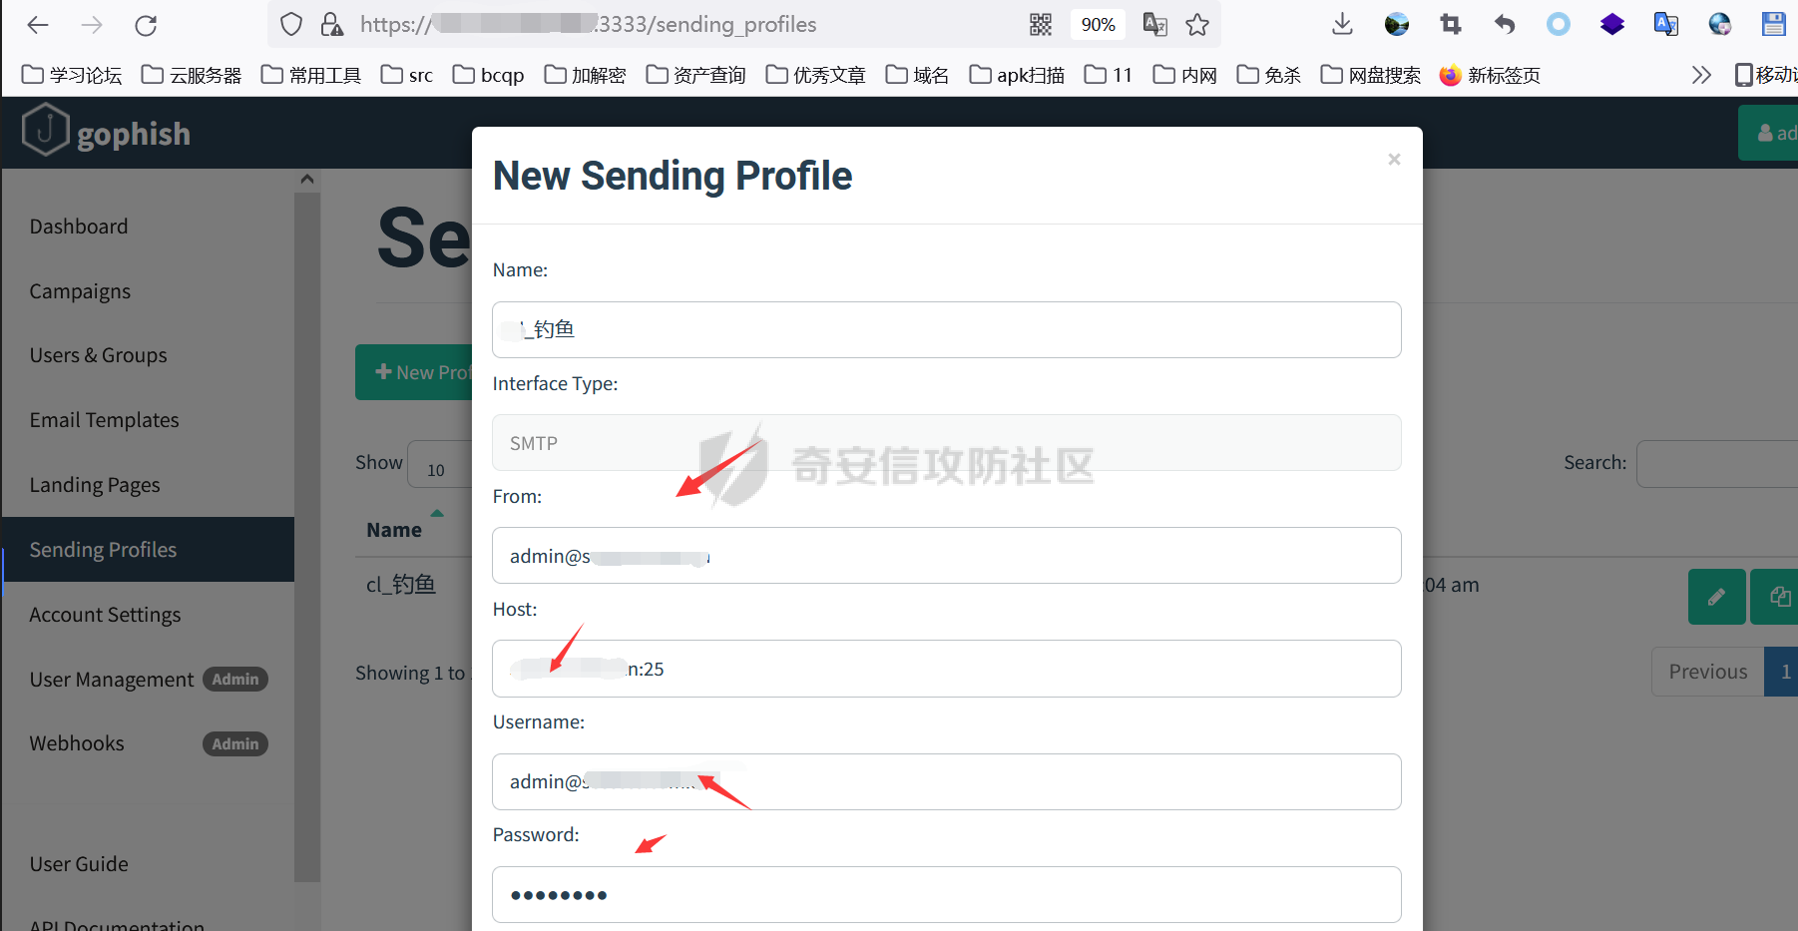 https:// :3333/sending_profiles
90%
学习论坛 云服务器 常用工具 src bcqp 加解密 资产查询 优秀文章 域名 apk扫描 11 内网 免杀 网盘搜索 新标签页 移动
gophish
ad
New Sending Profile
×
Se
Dashboard
Campaigns
Users & Groups
Email Templates
Landing Pages
Sending Profiles
Account Settings
User Management Admin
Webhooks Admin
User Guide
API Documentation
New Prof
Show 10
Search:
Name
cl_钓鱼
:04 am
Showing 1 to
Previous 1
Name:
_钓鱼
Interface Type:
SMTP
奇安信攻防社区
From:
admin@s
Host:
n:25
Username:
admin@s
Password:
••••••••